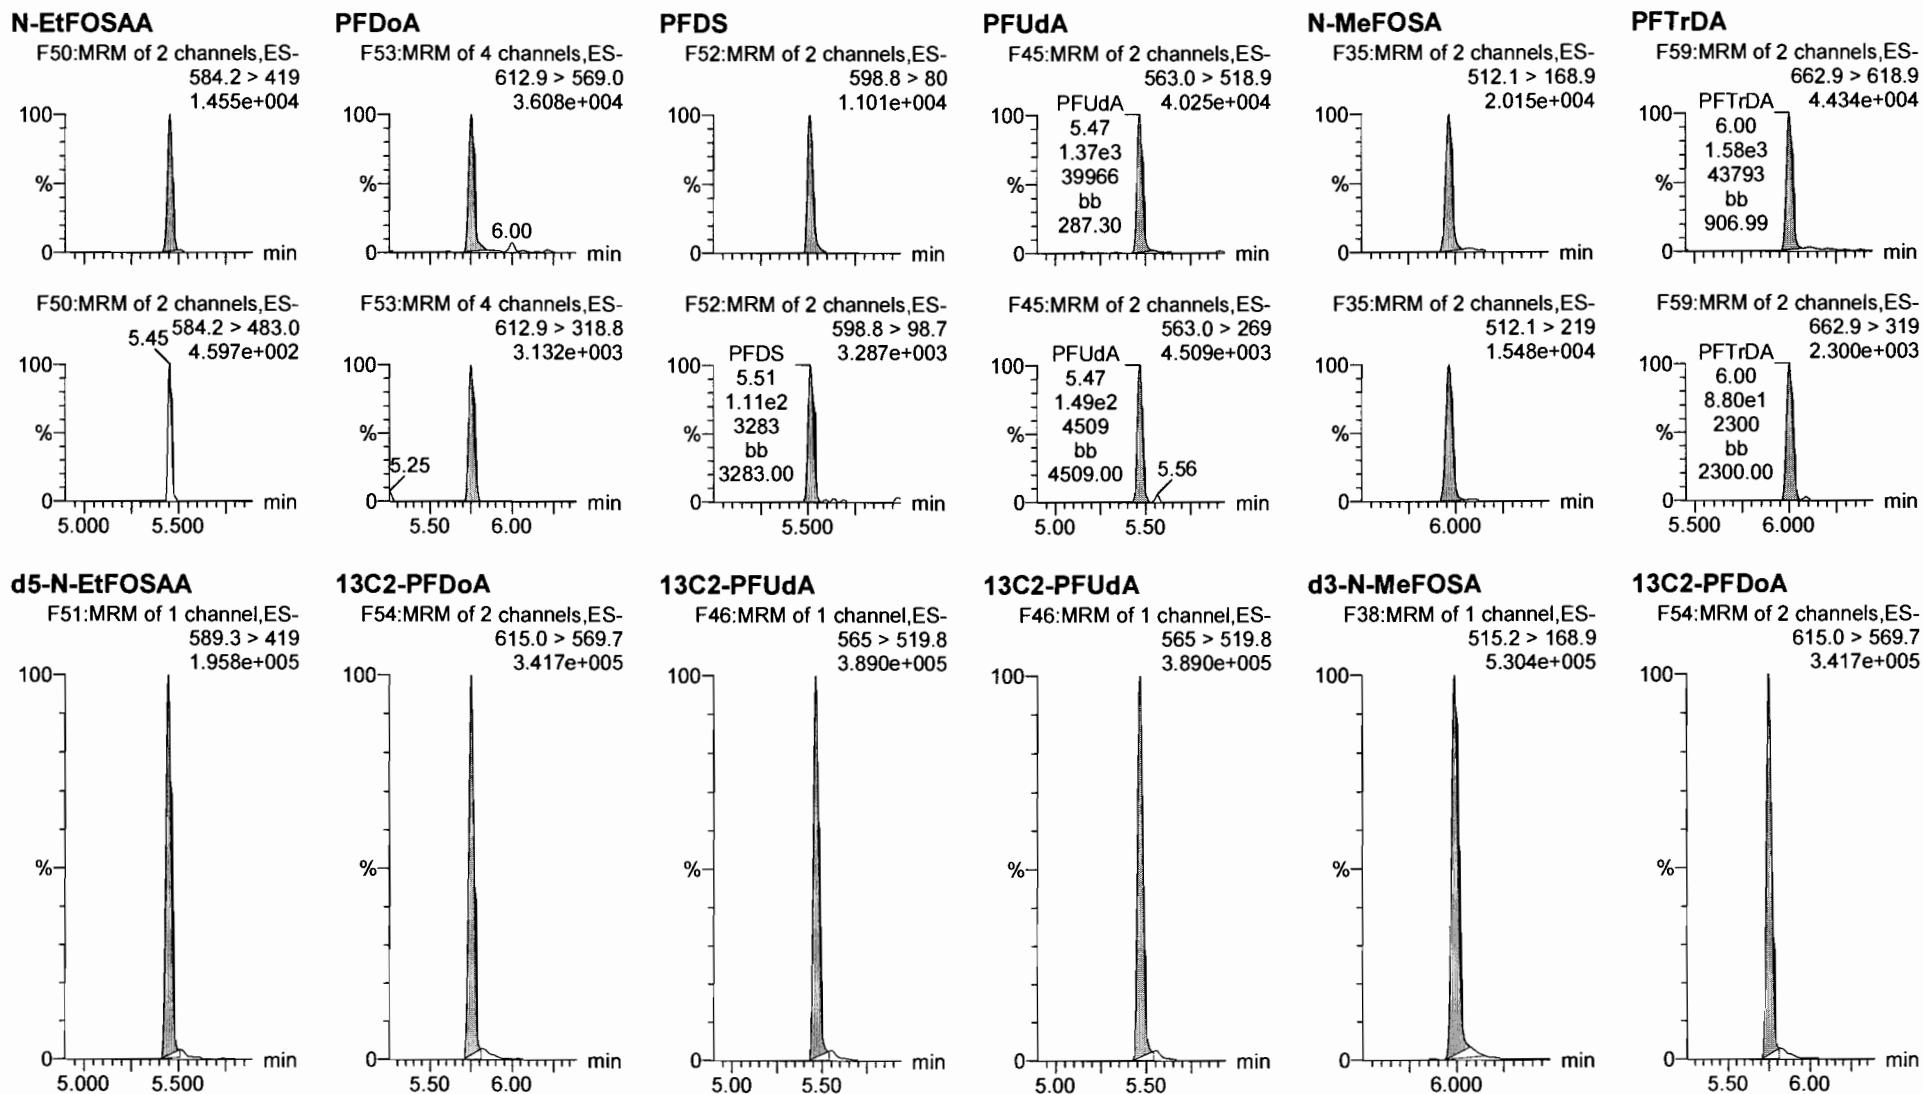 N-EtFOSAA
F50:MRM of 2 channels,ES-
584.2 > 419
1.455e+004
100
%
0
min
PFDoA
F53:MRM of 4 channels,ES-
612.9 > 569.0
3.608e+004
100
%
6.00
0
min
PFDS
F52:MRM of 2 channels,ES-
598.8 > 80
1.101e+004
100
%
0
min
PFUdA
F45:MRM of 2 channels,ES-
563.0 > 518.9
4.025e+004
PFUdA
5.47
1.37e3
39966
bb
287.30
100
%
0
min
N-MeFOSA
F35:MRM of 2 channels,ES-
512.1 > 168.9
2.015e+004
100
%
0
min
PFTrDA
F59:MRM of 2 channels,ES-
662.9 > 618.9
4.434e+004
PFTrDA
6.00
1.58e3
43793
bb
906.99
100
%
0
min
F50:MRM of 2 channels,ES-
584.2 > 483.0
4.597e+002
5.45
100
%
0
min
5.000 5.500
F53:MRM of 4 channels,ES-
612.9 > 318.8
3.132e+003
100
%
5.25
0
min
5.50 6.00
F52:MRM of 2 channels,ES-
598.8 > 98.7
3.287e+003
PFDS
5.51
1.11e2
3283
bb
3283.00
100
%
0
min
5.500
F45:MRM of 2 channels,ES-
563.0 > 269
4.509e+003
PFUdA
5.47
1.49e2
4509
bb
4509.00
5.56
100
%
0
min
5.00 5.50
F35:MRM of 2 channels,ES-
512.1 > 219
1.548e+004
100
%
0
min
6.000
F59:MRM of 2 channels,ES-
662.9 > 319
2.300e+003
PFTrDA
6.00
8.80e1
2300
bb
2300.00
100
%
0
min
5.500 6.000
d5-N-EtFOSAA
F51:MRM of 1 channel,ES-
589.3 > 419
1.958e+005
100
%
0
min
5.000 5.500
13C2-PFDoA
F54:MRM of 2 channels,ES-
615.0 > 569.7
3.417e+005
100
%
0
min
5.50 6.00
13C2-PFUdA
F46:MRM of 1 channel,ES-
565 > 519.8
3.890e+005
100
%
0
min
5.00 5.50
13C2-PFUdA
F46:MRM of 1 channel,ES-
565 > 519.8
3.890e+005
100
%
0
min
5.00 5.50
d3-N-MeFOSA
F38:MRM of 1 channel,ES-
515.2 > 168.9
5.304e+005
100
%
0
min
6.000
13C2-PFDoA
F54:MRM of 2 channels,ES-
615.0 > 569.7
3.417e+005
100
%
0
min
5.50 6.00